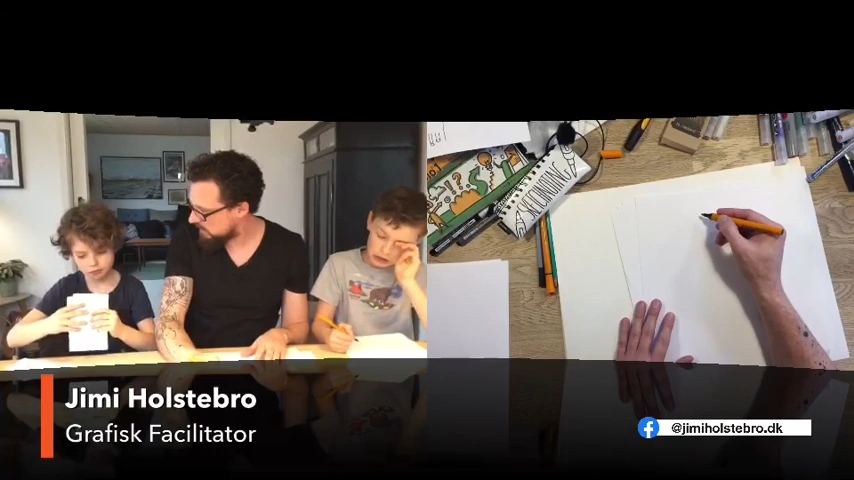 SKETCHNOTING
Jimi Holstebro
Grafisk Facilitator
@jimiholstebro.dk